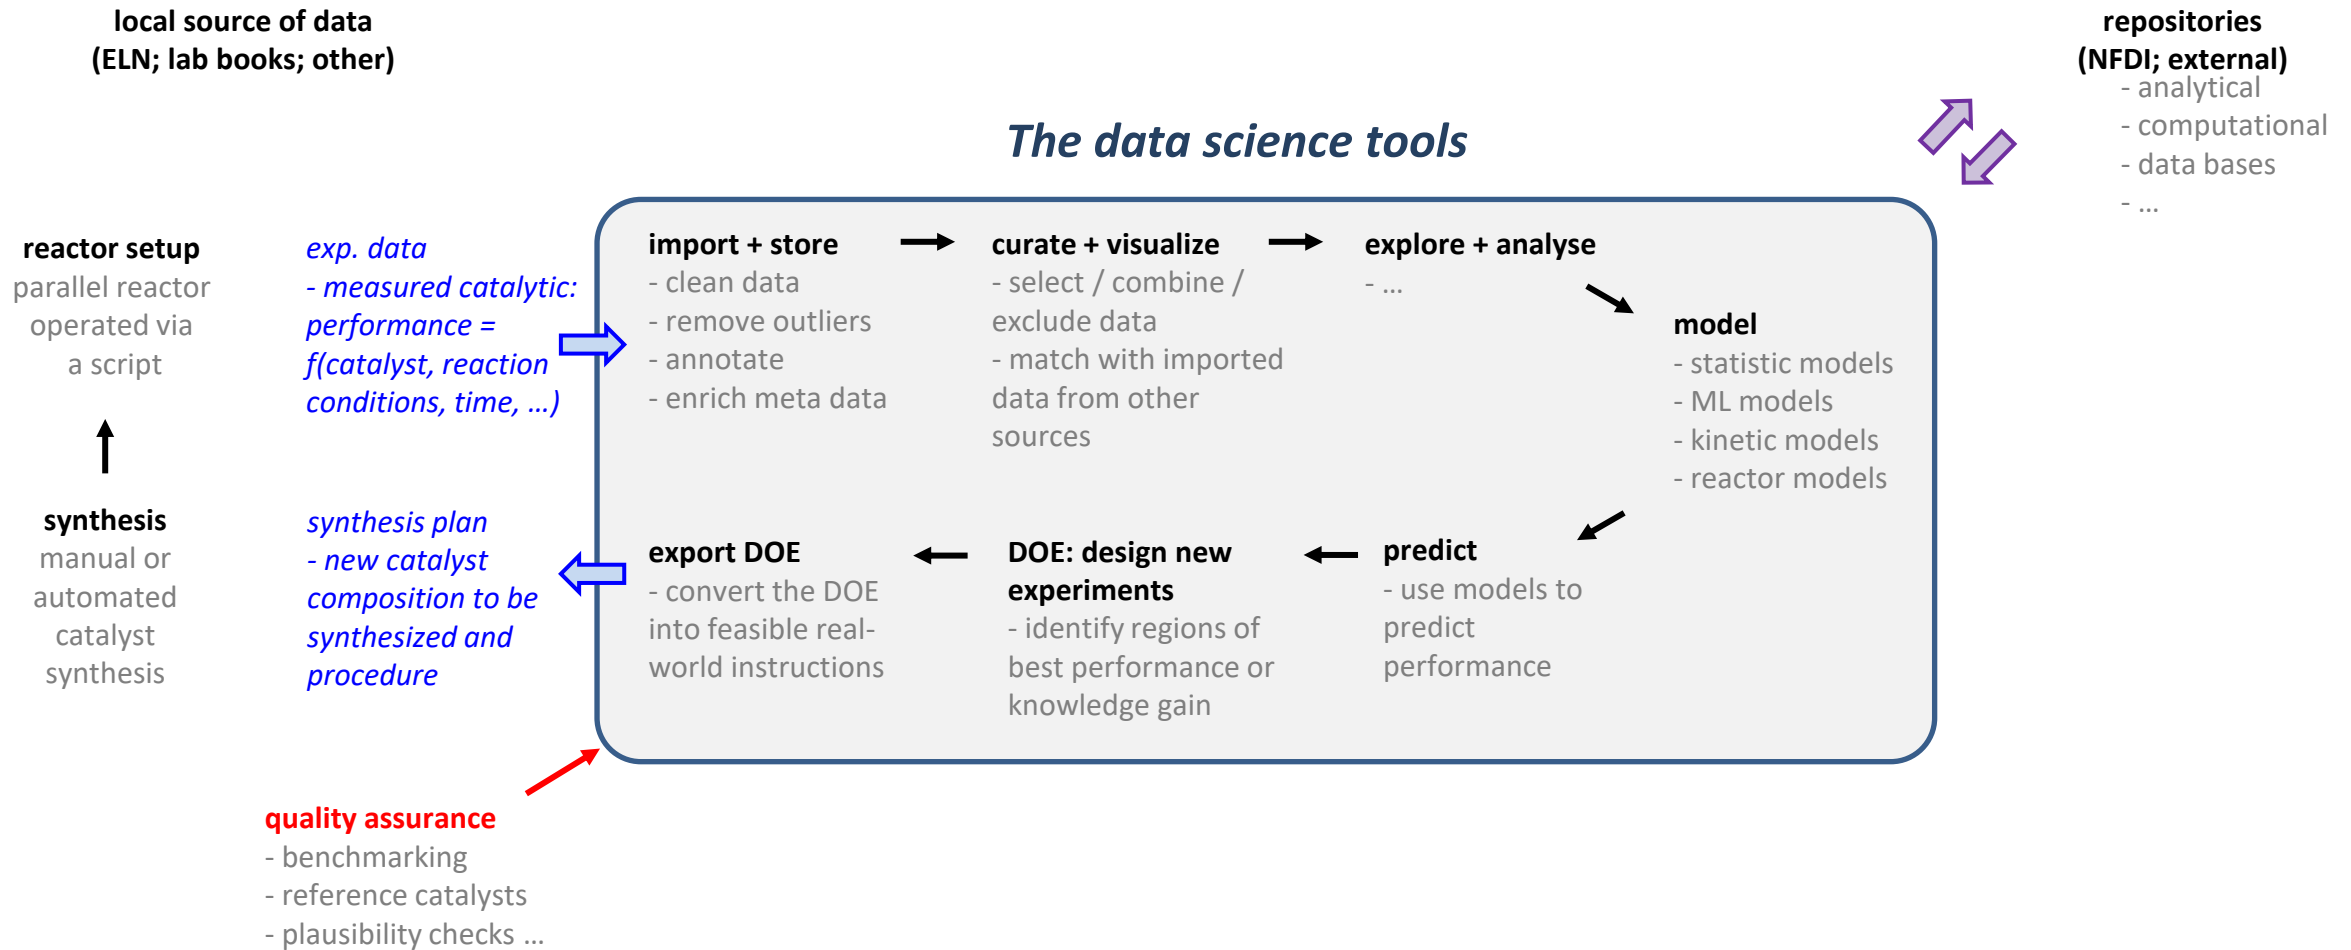 local source of data
(ELN; lab books; other)
repositories
(NFDI; external)
- analytical
- computational
- data bases
- ...
The data science tools
reactor setup
parallel reactor
operated via
a script
exp. data
- measured catalytic:
performance =
f(catalyst, reaction
conditions, time, ...)
import + store
- clean data
- remove outliers
- annotate
- enrich meta data
curate + visualize
- select / combine /
exclude data
- match with imported
data from other
sources
explore + analyse
- ...
model
- statistic models
- ML models
- kinetic models
- reactor models
synthesis
manual or
automated
catalyst
synthesis
synthesis plan
- new catalyst
composition to be
synthesized and
procedure
export DOE
- convert the DOE
into feasible real-
world instructions
DOE: design new
experiments
- identify regions of
best performance or
knowledge gain
predict
- use models to
predict
performance
quality assurance
- benchmarking
- reference catalysts
- plausibility checks ...